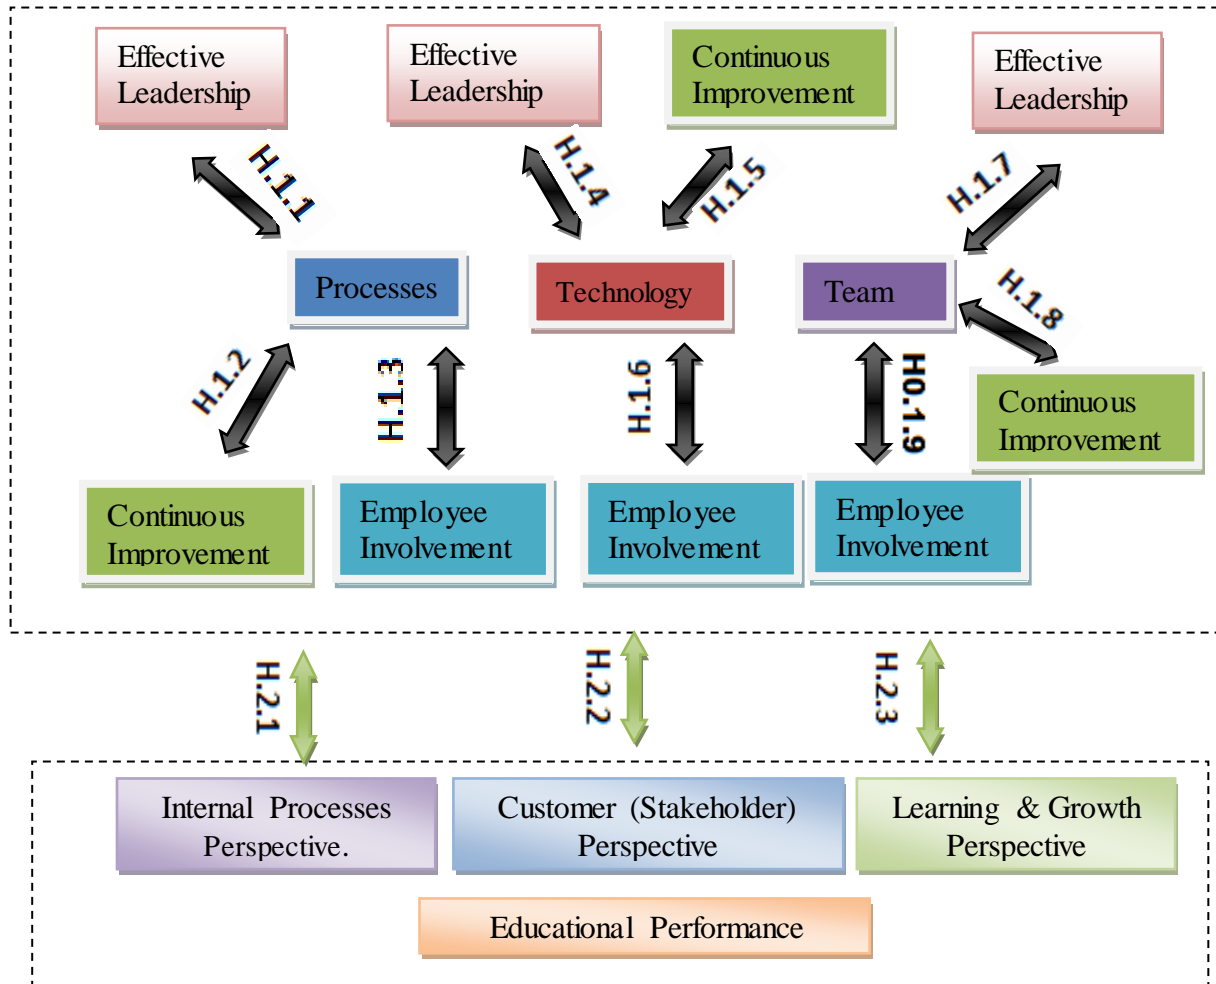 Effective
Leadership
Effective
Leadership
Continuous
Improvement
Effective
Leadership
H.1.1
H.1.4
H.1.5
H.1.7
Processes
Technology
Team
H.1.8
H.1.2
H.1.3
H.1.6
H0.1.9
Continuous
Improvement
Continuous
Improvement
Employee
Involvement
Employee
Involvement
Employee
Involvement
H.2.1
H.2.2
H.2.3
Internal Processes
Perspective.
Customer (Stakeholder)
Perspective
Learning & Growth
Perspective
Educational Performance